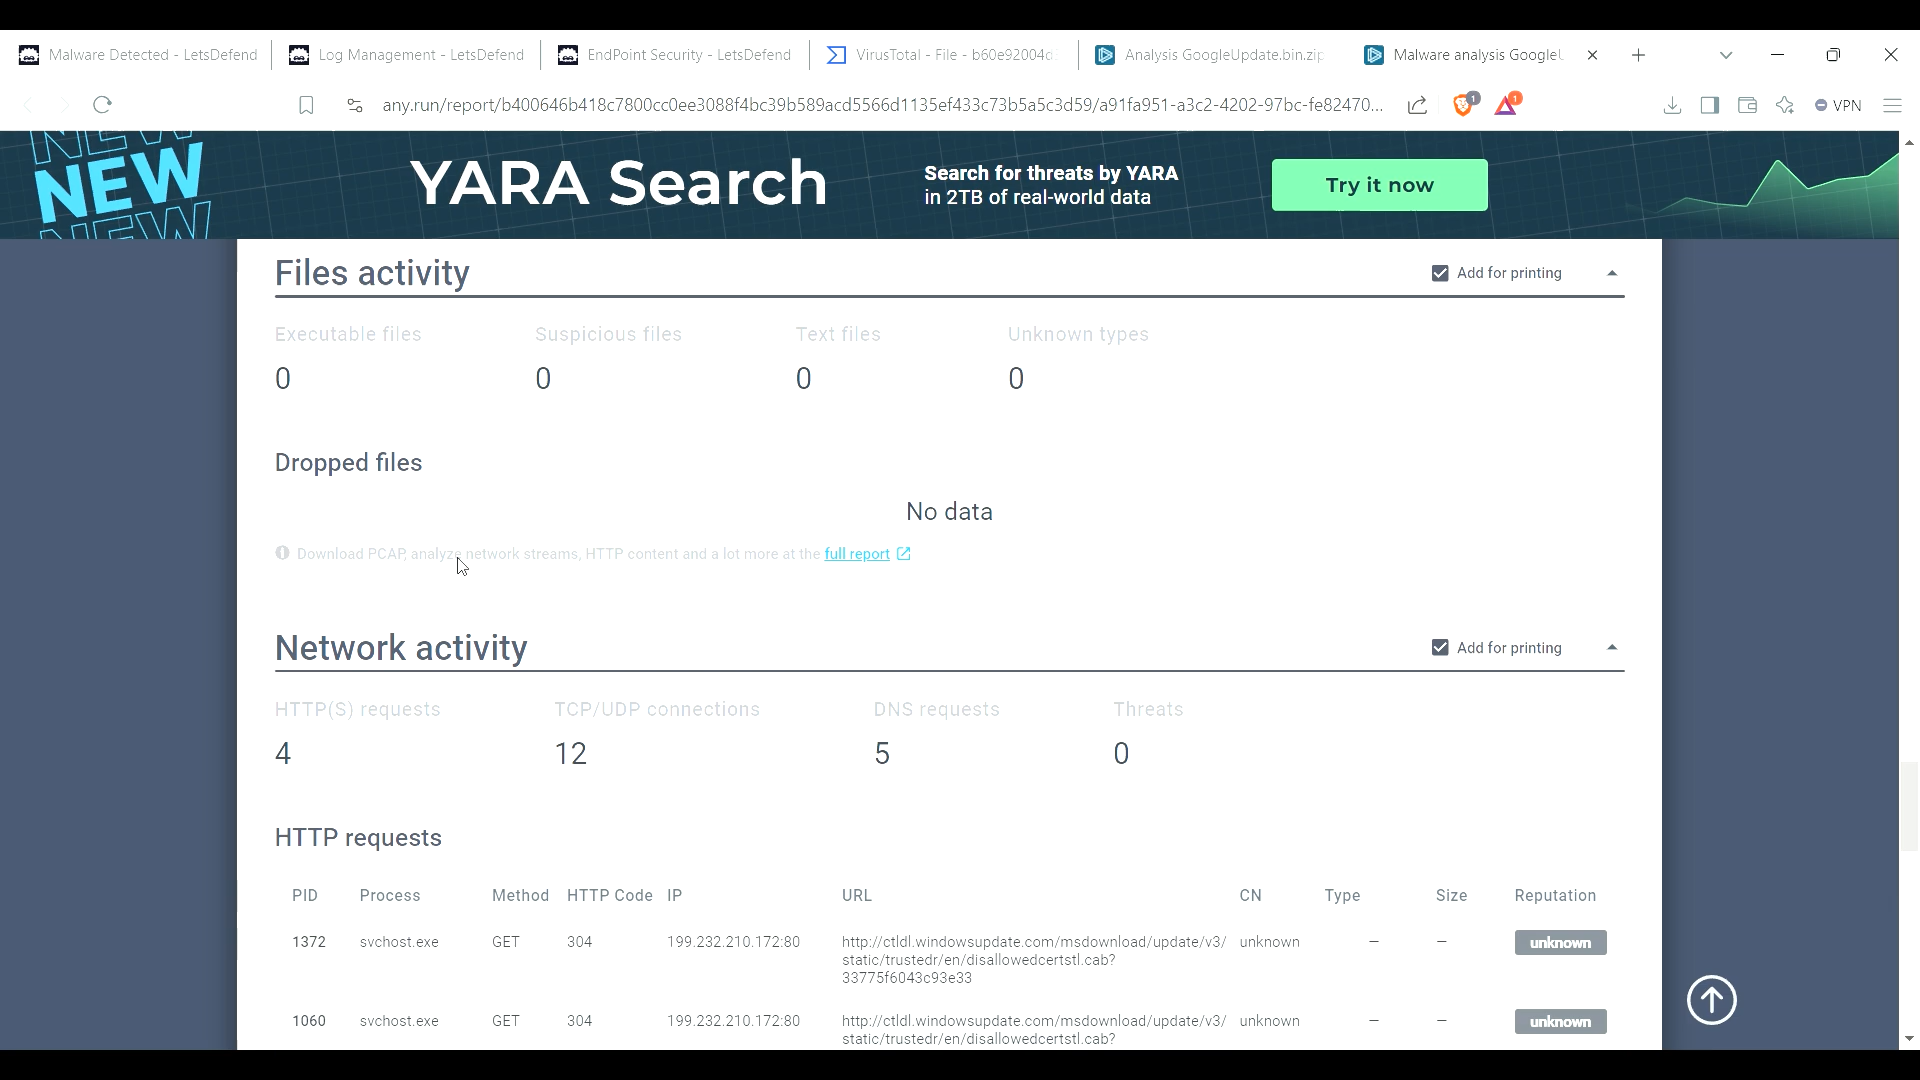 Malware Detected - LetsDefend
Log Management - LetsDefend
EndPoint Security - LetsDefend
VirusTotal - File - b60e92004d
Analysis GoogleUpdate.bin.zip
Malware analysis GoogleU
any.run/report/b400646b418c7800cc0ee3088f4bc39b589acd5566d1135ef433c73b5a5c3d59/a91fa951-a3c2-4202-97bc-fe82470...
1
1
VPN
NEW
NEW
NEW
YARA Search
Search for threats by YARA
in 2TB of real-world data
Try it now
Files activity
Add for printing
Executable files Suspicious files Text files Unknown types
0 0 0 0
Dropped files
No data
Download PCAP, analyze network streams, HTTP content and a lot more at the full report
Network activity
Add for printing
HTTP(S) requests TCP/UDP connections DNS requests Threats
4 12 5 0
HTTP requests
PID Process Method HTTP Code IP URL CN Type Size Reputation
1372 svchost.exe GET 304 199.232.210.172:80 http://ctldl.windowsupdate.com/msdownload/update/v3/ unknown – – unknown
static/trustedr/en/disallowedcertstl.cab?
33775f6043c93e33
1060 svchost.exe GET 304 199.232.210.172:80 http://ctldl.windowsupdate.com/msdownload/update/v3/ unknown – – unknown
static/trustedr/en/disallowedcertstl.cab?